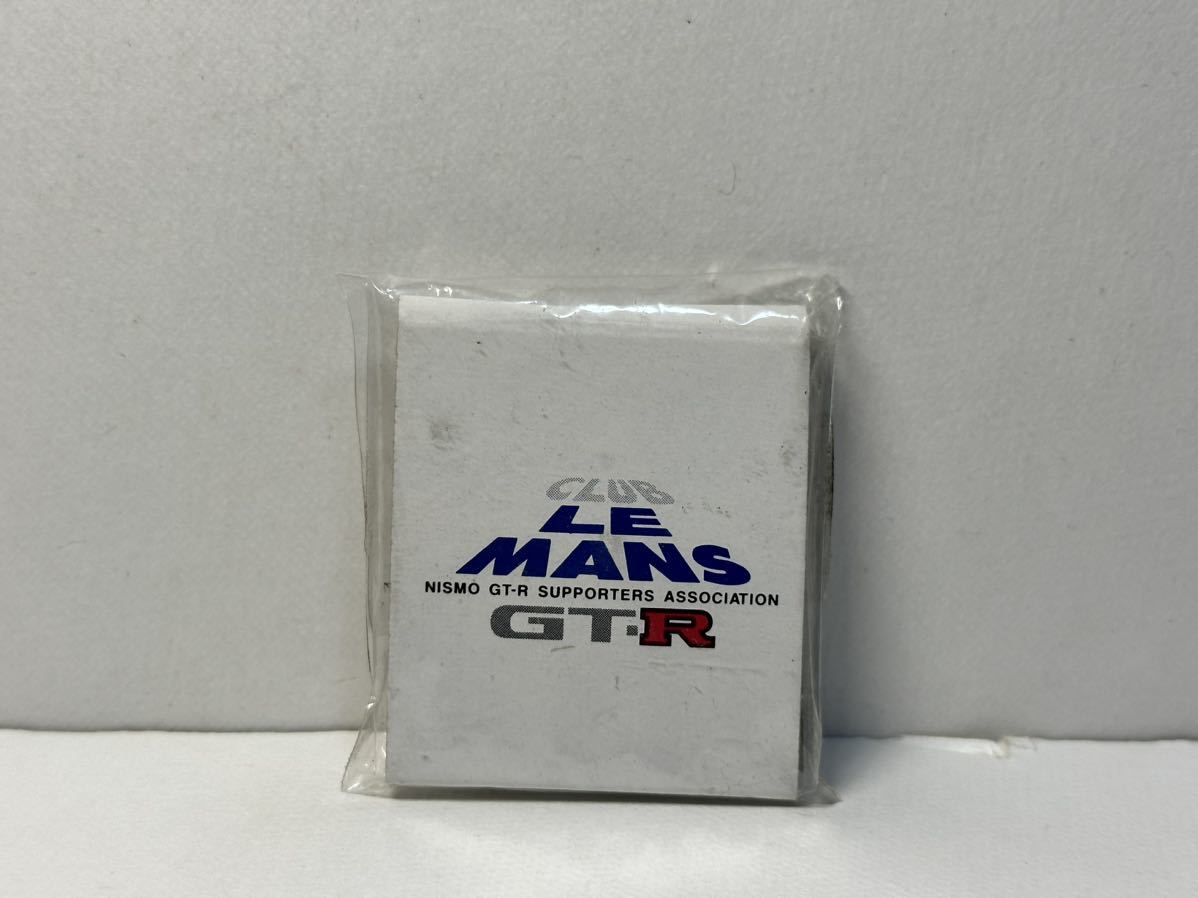 CLUB
LE
MANS
NISMO GT-R SUPPORTERS ASSOCIATION
GT-R